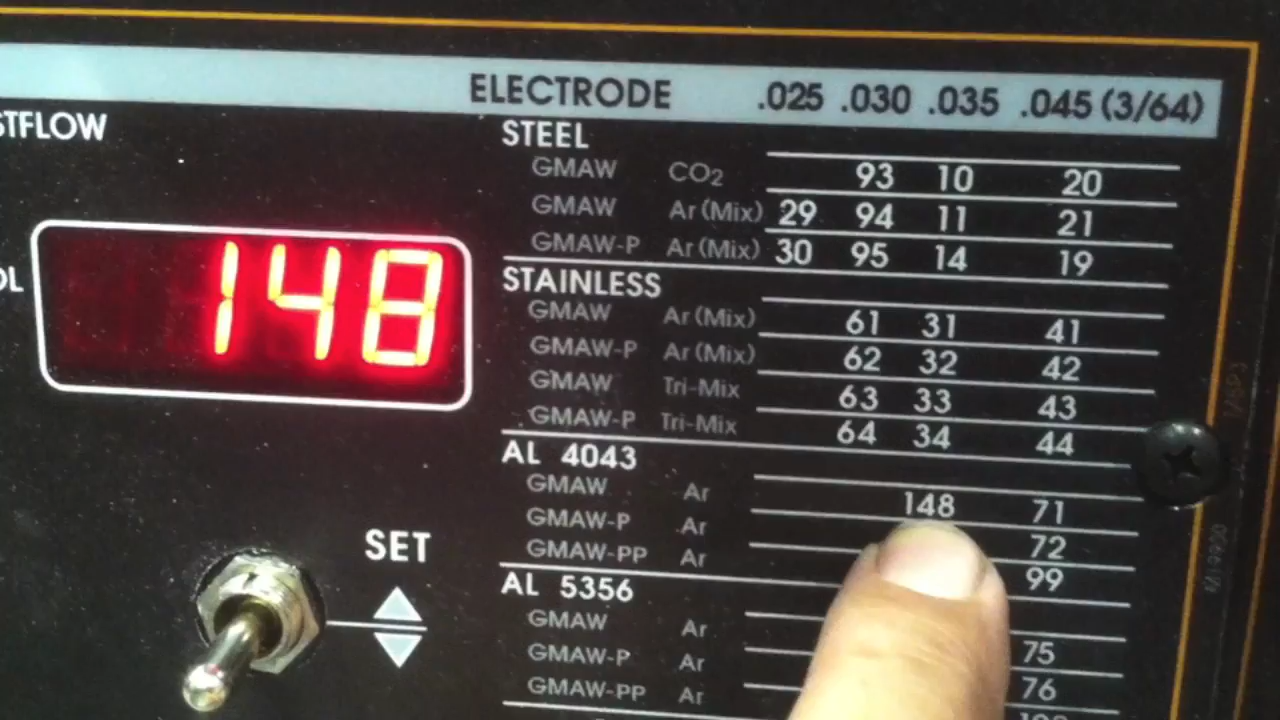 ELECTRODE .025 .030 .035 .045 (3/64)
STFLOW
STEEL
GMAW CO2 93 10 20
GMAW Ar (Mix) 29 94 11 21
GMAW-P Ar (Mix) 30 95 14 19
OL
148
STAINLESS
GMAW Ar (Mix) 61 31 41
GMAW-P Ar (Mix) 62 32 42
GMAW Tri-Mix 63 33 43
GMAW-P Tri-Mix 64 34 44
AL 4043
GMAW Ar 148 71
GMAW-P Ar 72
GMAW-PP Ar 99
SET
AL 5356
GMAW Ar 75
GMAW-P Ar 76
GMAW-PP Ar